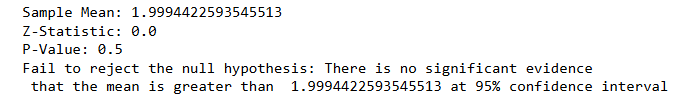 Sample Mean: 1.9994422593545513
Z-Statistic: 0.0
P-Value: 0.5
Fail to reject the null hypothesis: There is no significant evidence
that the mean is greater than  1.9994422593545513 at 95% confidence interval